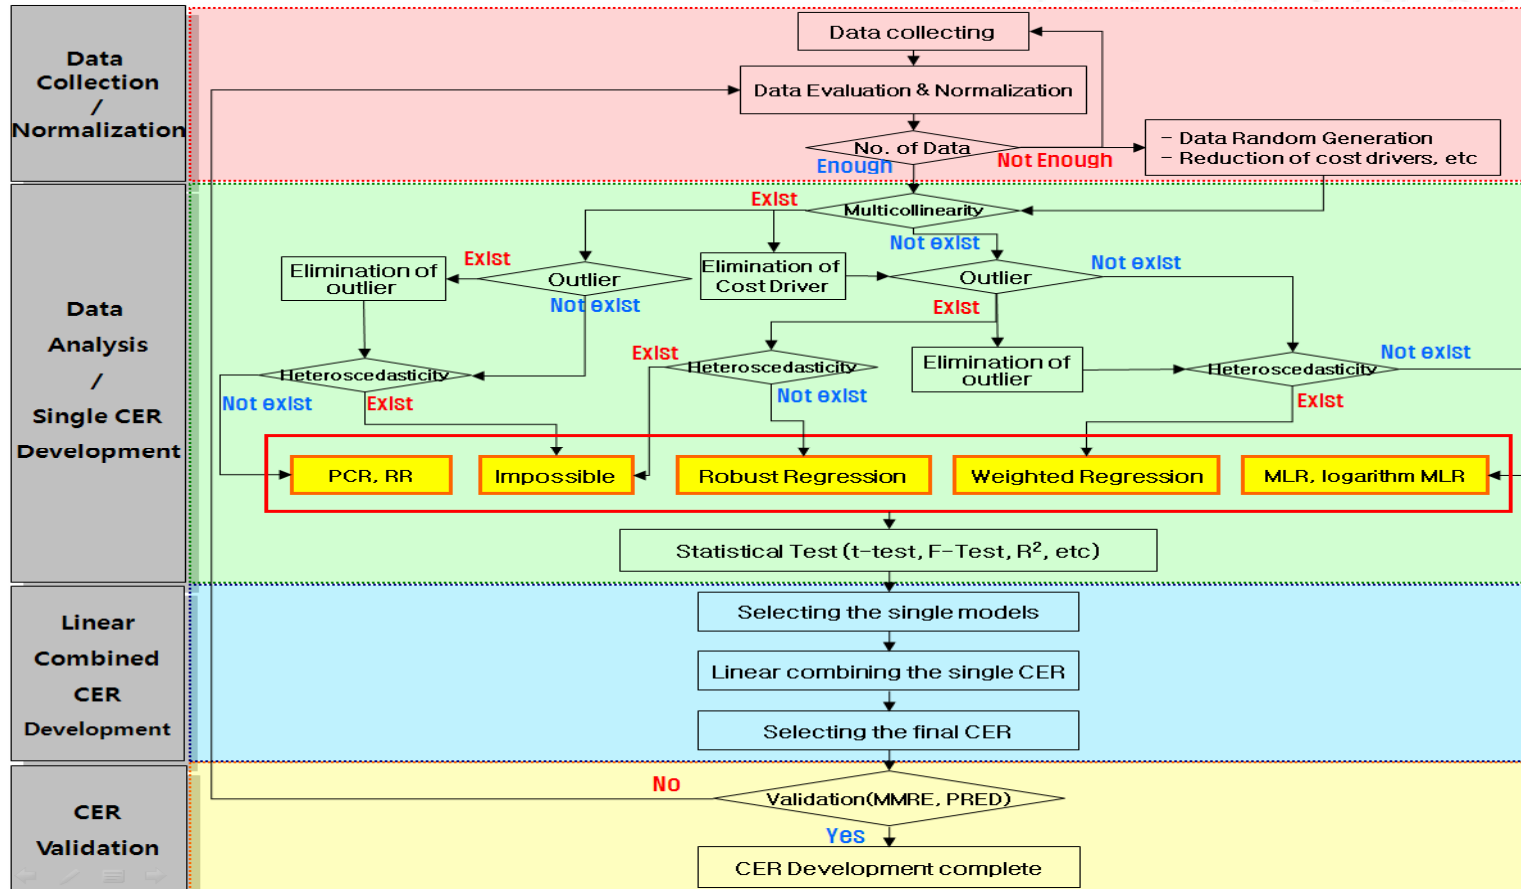 Data
Collection
/
Normalization
Data collecting
Data Evaluation & Normalization
No. of Data
Enough
Not Enough
- Data Random Generation
- Reduction of cost drivers, etc
Data
Analysis
/
Single CER
Development
Exist
Multicollinearity
Not exist
Exist
Elimination of
outlier
Outlier
Not exist
Elimination of
Cost Driver
Outlier
Not exist
Exist
Heteroscedasticity
Not exist
Exist
Exist
Heteroscedasticity
Not exist
Elimination of
outlier
Heteroscedasticity
Not exist
Exist
PCR, RR
Impossible
Robust Regression
Weighted Regression
MLR, logarithm MLR
Statistical Test (t-test, F-Test, R², etc)
Linear
Combined
CER
Development
Selecting the single models
Linear combining the single CER
Selecting the final CER
CER
Validation
No
Validation(MMRE, PRED)
Yes
CER Development complete